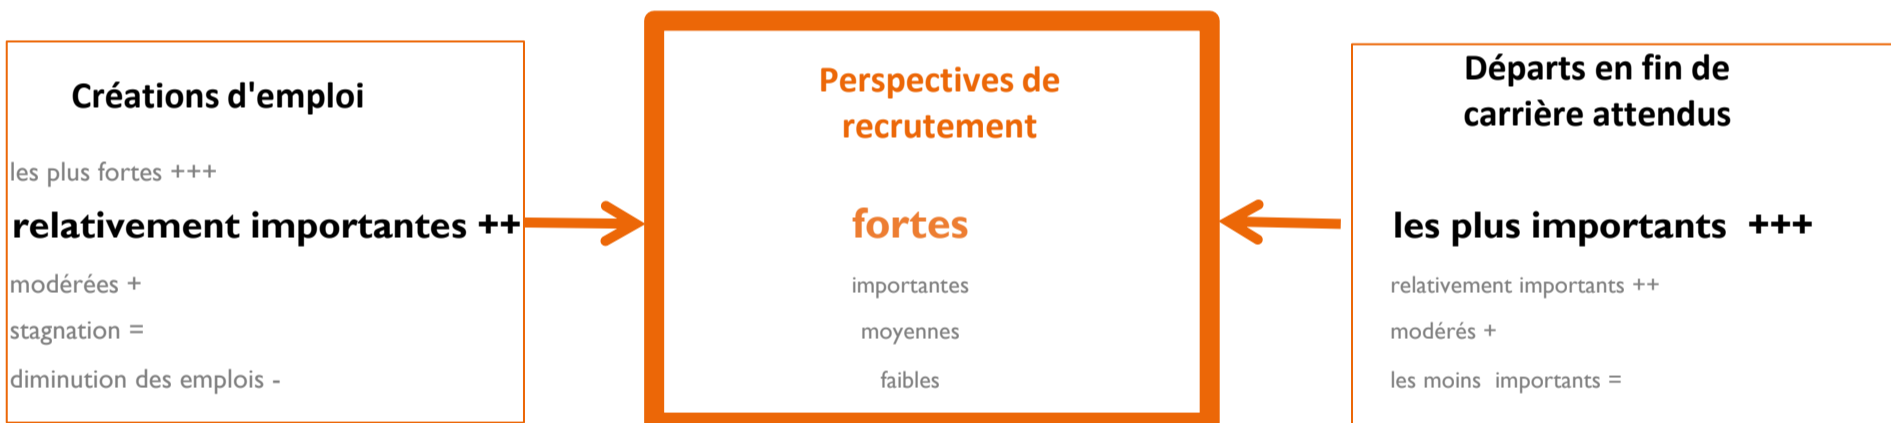 Créations d'emploi
les plus fortes +++
relativement importantes ++
modérées +
stagnation =
diminution des emplois -
Perspectives de
recrutement
fortes
importantes
moyennes
faibles
Départs en fin de
carrière attendus
les plus importants +++
relativement importants ++
modérés +
les moins importants =